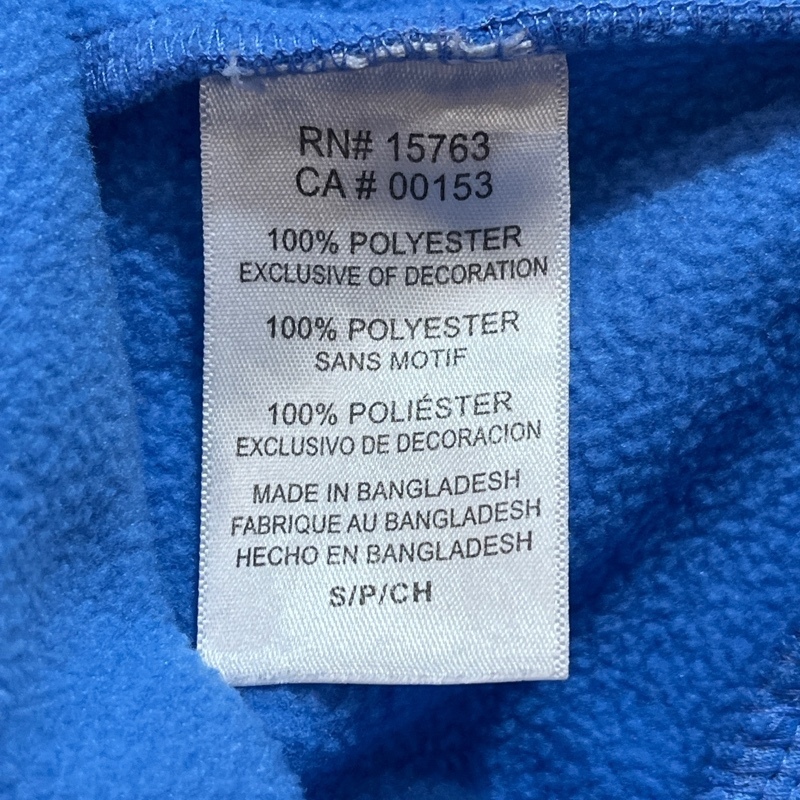 RN# 15763
CA # 00153
100% POLYESTER
EXCLUSIVE OF DECORATION
100% POLYESTER
SANS MOTIF
100% POLIÉSTER
EXCLUSIVO DE DECORACION
MADE IN BANGLADESH
FABRIQUE AU BANGLADESH
HECHO EN BANGLADESH
S/P/CH